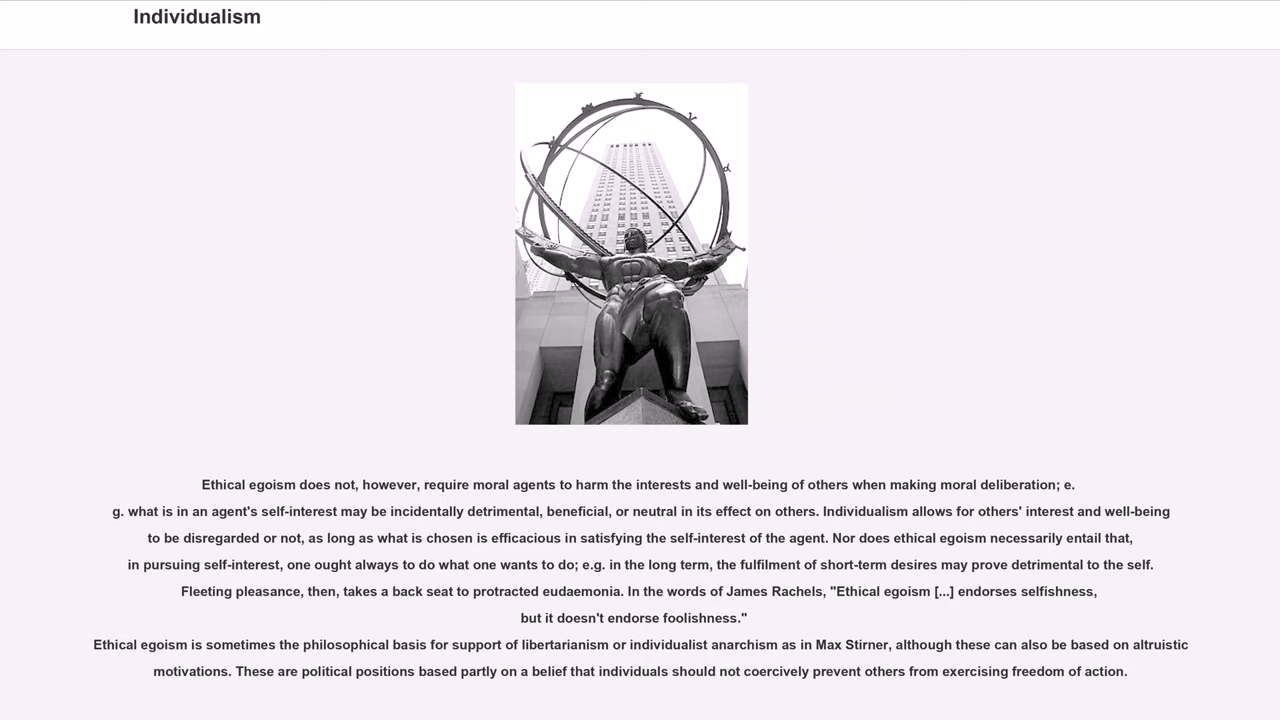 Individualism
Ethical egoism does not, however, require moral agents to harm the interests and well-being of others when making moral deliberation; e.
g. what is in an agent's self-interest may be incidentally detrimental, beneficial, or neutral in its effect on others. Individualism allows for others' interest and well-being
to be disregarded or not, as long as what is chosen is efficacious in satisfying the self-interest of the agent. Nor does ethical egoism necessarily entail that,
in pursuing self-interest, one ought always to do what one wants to do; e.g. in the long term, the fulfilment of short-term desires may prove detrimental to the self.
Fleeting pleasance, then, takes a back seat to protracted eudaemonia. In the words of James Rachels, "Ethical egoism [...] endorses selfishness,
but it doesn't endorse foolishness."
Ethical egoism is sometimes the philosophical basis for support of libertarianism or individualist anarchism as in Max Stirner, although these can also be based on altruistic
motivations. These are political positions based partly on a belief that individuals should not coercively prevent others from exercising freedom of action.